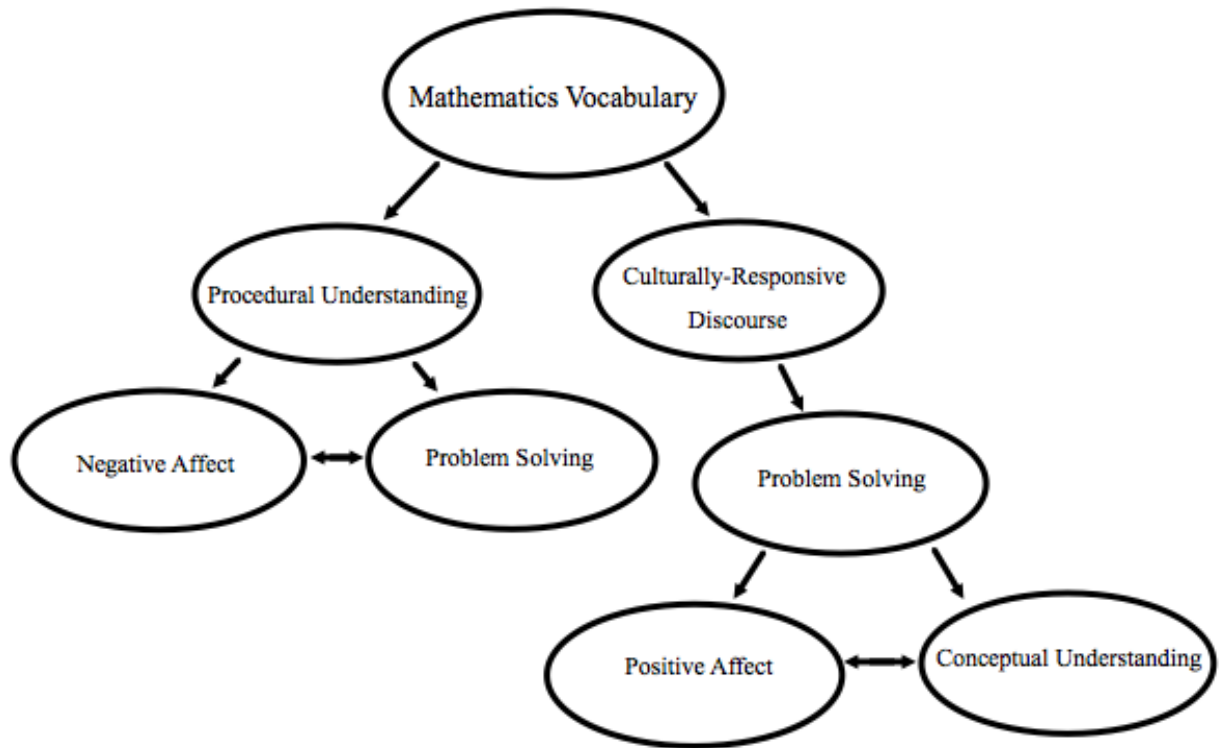 Mathematics Vocabulary
Procedural Understanding
Culturally-Responsive
Discourse
Negative Affect
Problem Solving
Problem Solving
Positive Affect
Conceptual Understanding